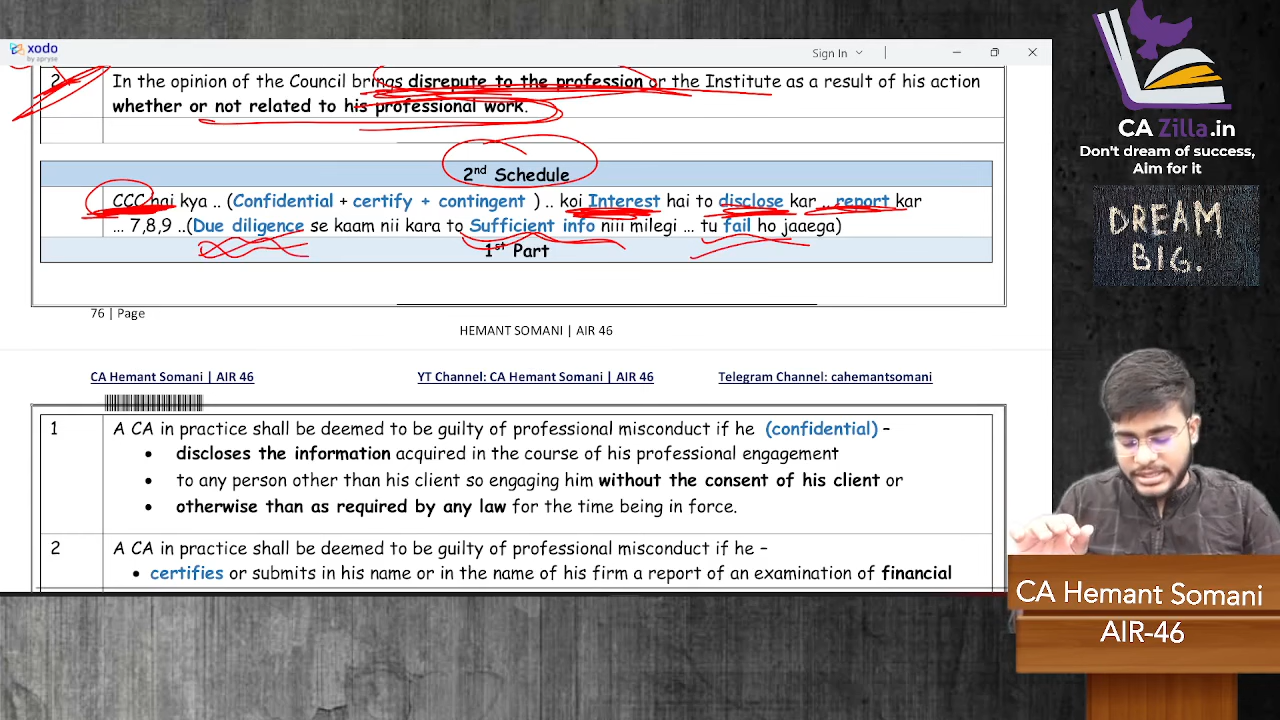 xodo
by apryse
Sign In
2
In the opinion of the Council brings disrepute to the profession or the Institute as a result of his action
whether or not related to his professional work.
2nd Schedule
CCC hai kya .. (Confidential + certify + contingent ) .. koi Interest hai to disclose kar .. report kar
... 7,8,9 ..(Due diligence se kaam nii kara to Sufficient info niii milegi ... tu fail ho jaaega)
1st Part
76 | Page
HEMANT SOMANI | AIR 46
CA Hemant Somani | AIR 46
YT Channel: CA Hemant Somani | AIR 46
Telegram Channel: cahemantsomani
1
A CA in practice shall be deemed to be guilty of professional misconduct if he (confidential) –
• discloses the information acquired in the course of his professional engagement
• to any person other than his client so engaging him without the consent of his client or
• otherwise than as required by any law for the time being in force.
2
A CA in practice shall be deemed to be guilty of professional misconduct if he –
• certifies or submits in his name or in the name of his firm a report of an examination of financial
CA Zilla.in
Don't dream of success,
Aim for it
DREAM
BIG.
CA Hemant Somani
AIR-46